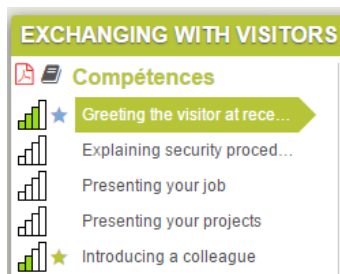 EXCHANGING WITH VISITORS
Compétences
Greeting the visitor at rece...
Explaining security proced...
Presenting your job
Presenting your projects
Introducing a colleague